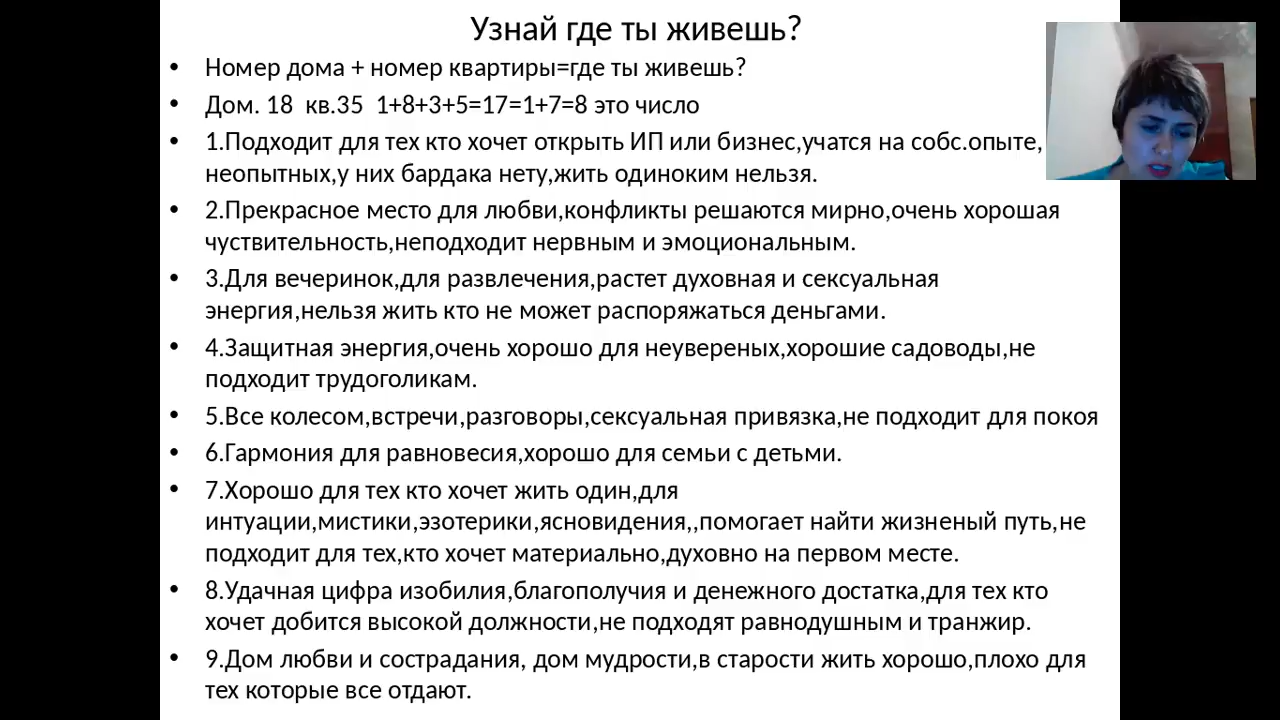 Узнай где ты живешь?
• Номер дома + номер квартиры=где ты живешь?
• Дом. 18 кв.35 1+8+3+5=17=1+7=8 это число
• 1.Подходит для тех кто хочет открыть ИП или бизнес,учатся на собс.опыте,
неопытных,у них бардака нету,жить одиноким нельзя.
• 2.Прекрасное место для любви,конфликты решаются мирно,очень хорошая
чуствительность,неподходит нервным и эмоциональным.
• 3.Для вечеринок,для развлечения,растет духовная и сексуальная
энергия,нельзя жить кто не может распоряжаться деньгами.
• 4.Защитная энергия,очень хорошо для неувереных,хорошие садоводы,не
подходит трудоголикам.
• 5.Все колесом,встречи,разговоры,сексуальная привязка,не подходит для покоя
• 6.Гармония для равновесия,хорошо для семьи с детьми.
• 7.Хорошо для тех кто хочет жить один,для
интуации,мистики,эзотерики,ясновидения,,помогает найти жизненый путь,не
подходит для тех,кто хочет материально,духовно на первом месте.
• 8.Удачная цифра изобилия,благополучия и денежного достатка,для тех кто
хочет добится высокой должности,не подходят равнодушным и транжир.
• 9.Дом любви и сострадания, дом мудрости,в старости жить хорошо,плохо для
тех которые все отдают.